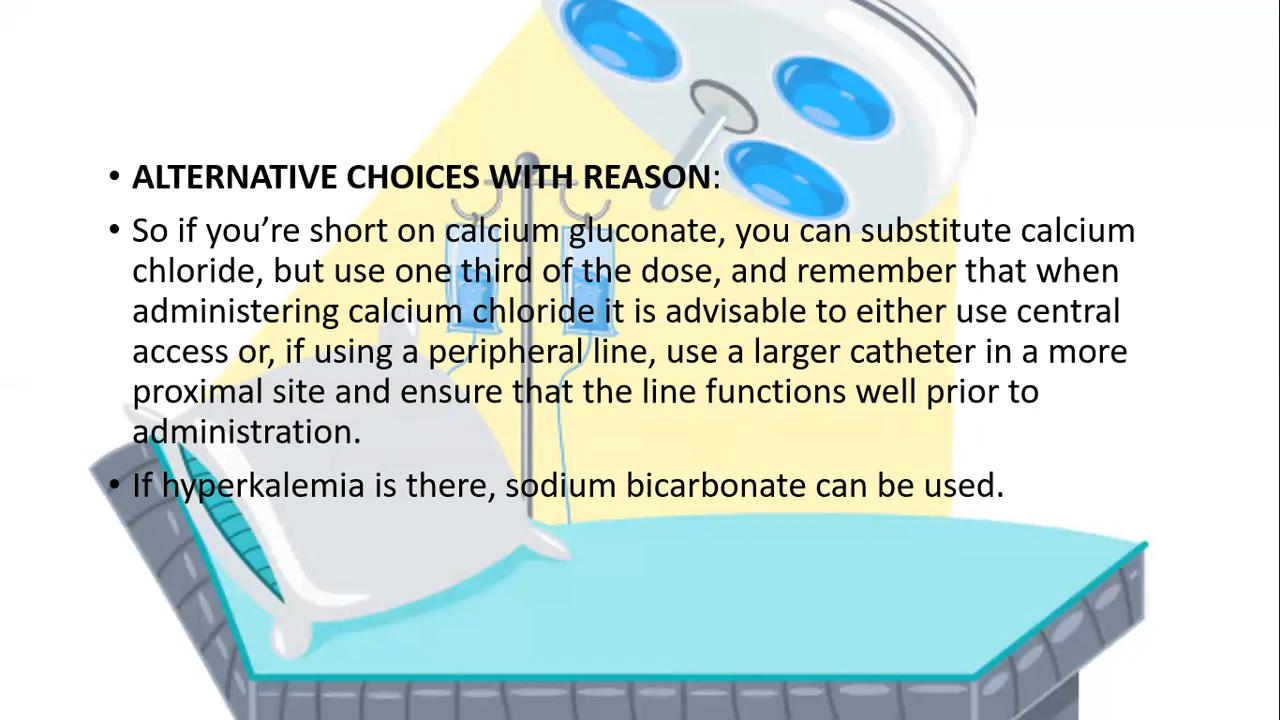 • ALTERNATIVE CHOICES WITH REASON:
• So if you’re short on calcium gluconate, you can substitute calcium
chloride, but use one third of the dose, and remember that when
administering calcium chloride it is advisable to either use central
access or, if using a peripheral line, use a larger catheter in a more
proximal site and ensure that the line functions well prior to
administration.
• If hyperkalemia is there, sodium bicarbonate can be used.